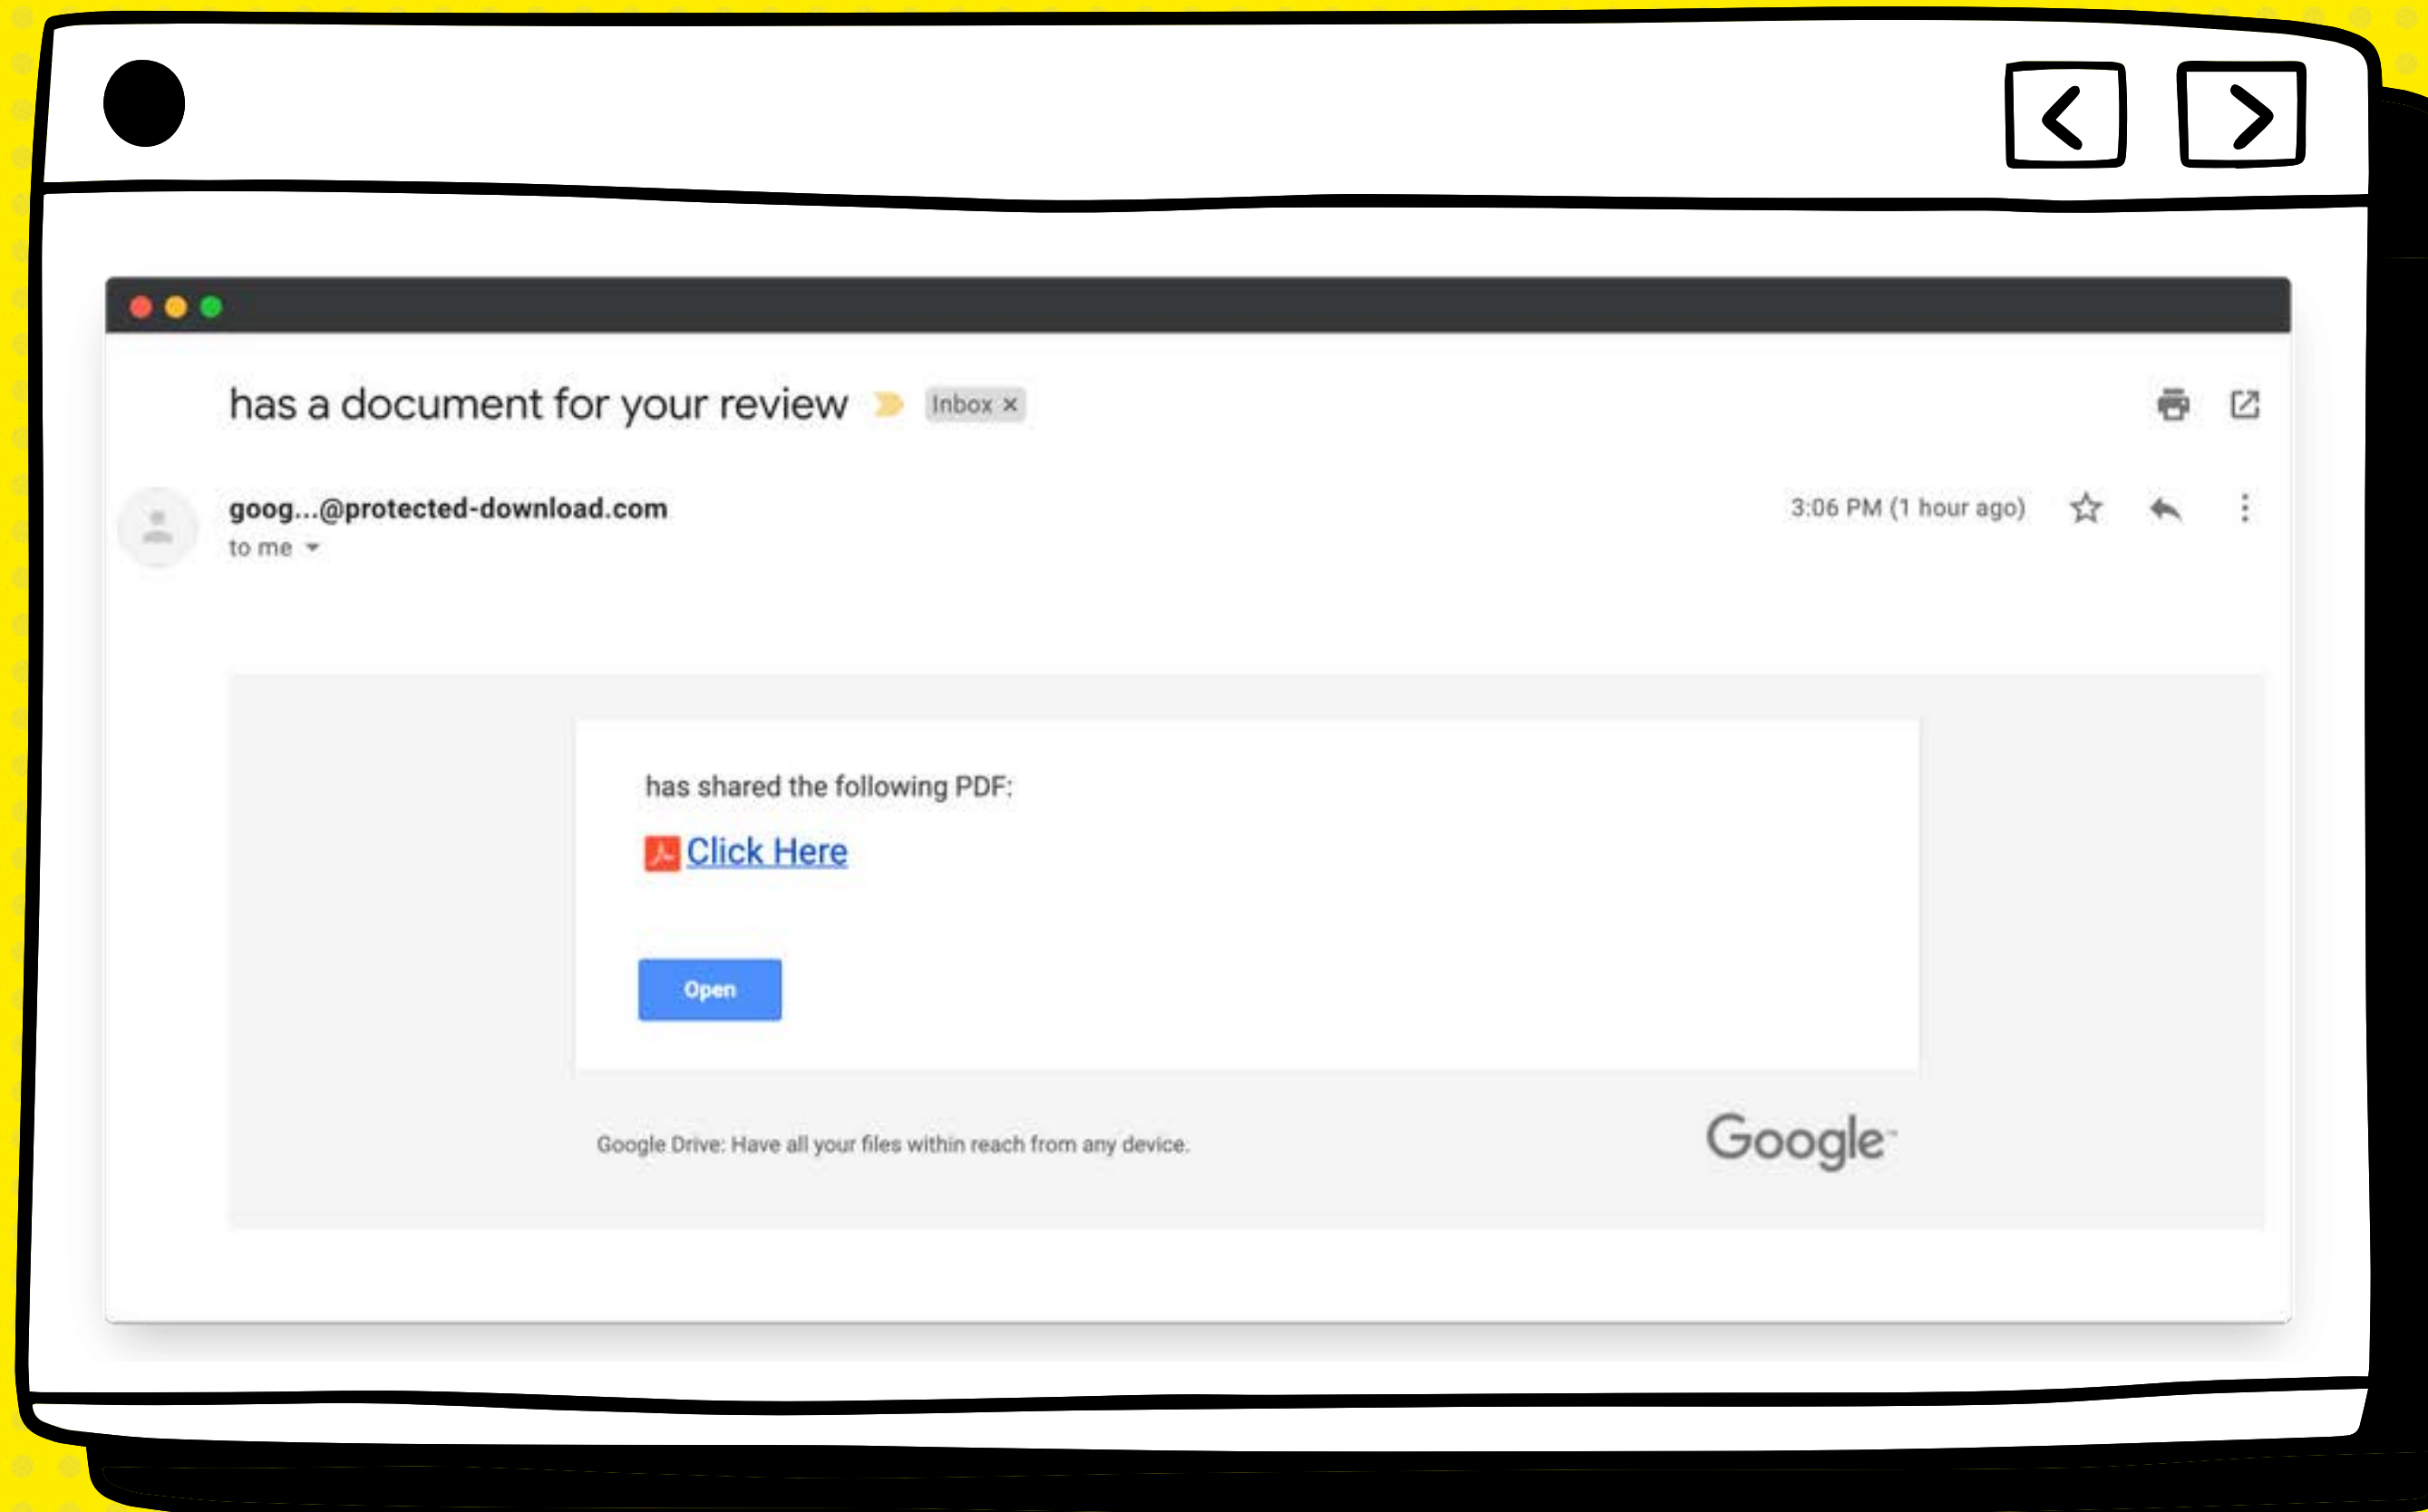 has a document for your review Inbox ×
goog...@protected-download.com 3:06 PM (1 hour ago)
to me
has shared the following PDF:
Click Here
Open
Google Drive: Have all your files within reach from any device.
Google™